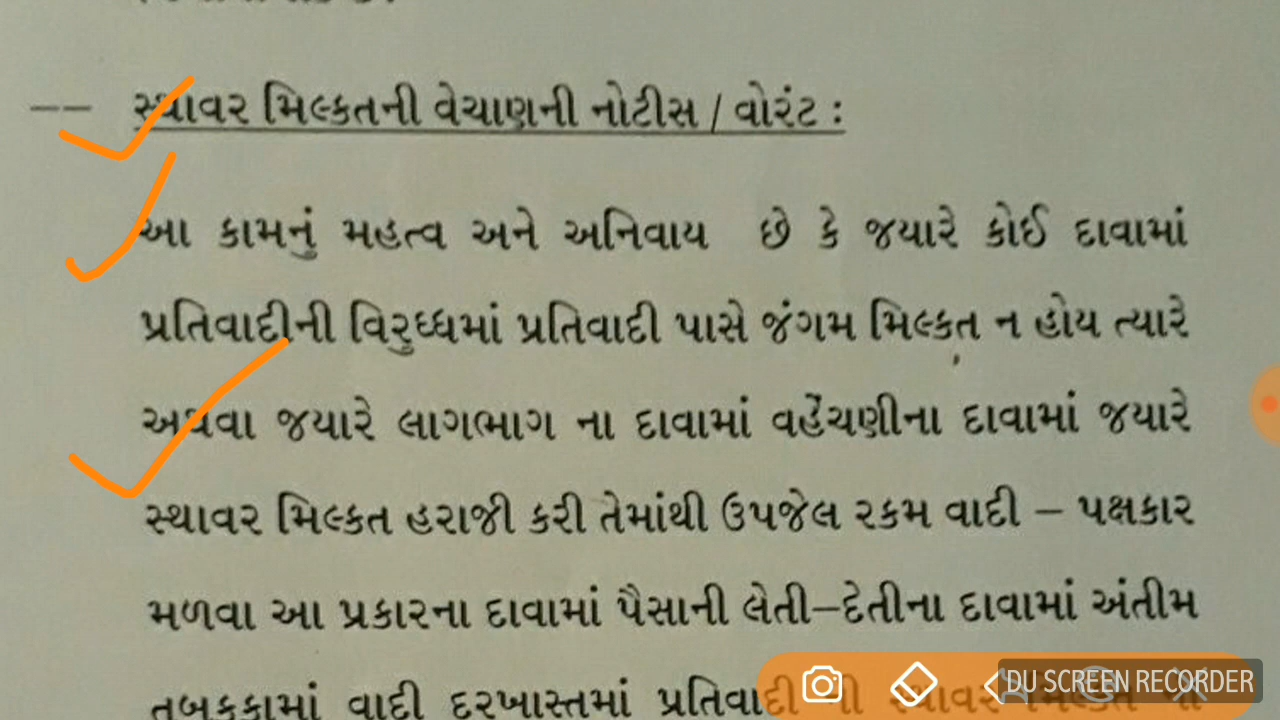 –– સ્થાવર મિલ્કતની વેચાણની નોટીસ / વોરંટ :
આ કામનું મહત્વ અને અનિવાય છે કે જયારે કોઈ દાવામાં
પ્રતિવાદીની વિરુધ્ધમાં પ્રતિવાદી પાસે જંગમ મિલ્કત ન હોય ત્યારે
અથવા જયારે લાગભાગ ના દાવામાં વહેંચણીના દાવામાં જયારે
સ્થાવર મિલ્કત હરાજી કરી તેમાંથી ઉપજેલ રકમ વાદી – પક્ષકાર
મળવા આ પ્રકારના દાવામાં પૈસાની લેતી–દેતીના દાવામાં અંતીમ
તબકકામાં વાદી દરખાસ્તમાં
DU SCREEN RECORDER